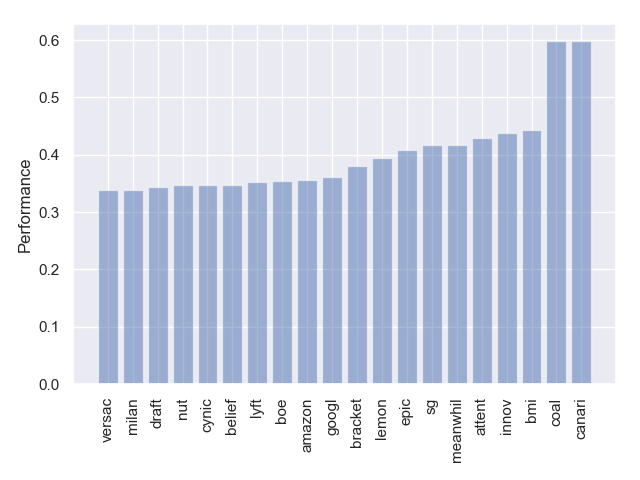 0.6
0.5
0.4
0.3
0.2
0.1
0.0
Performance
versac
milan
draft
nut
cynic
belief
lyft
boe
amazon
googl
bracket
lemon
epic
sg
meanwhil
attent
innov
bmi
coal
canari